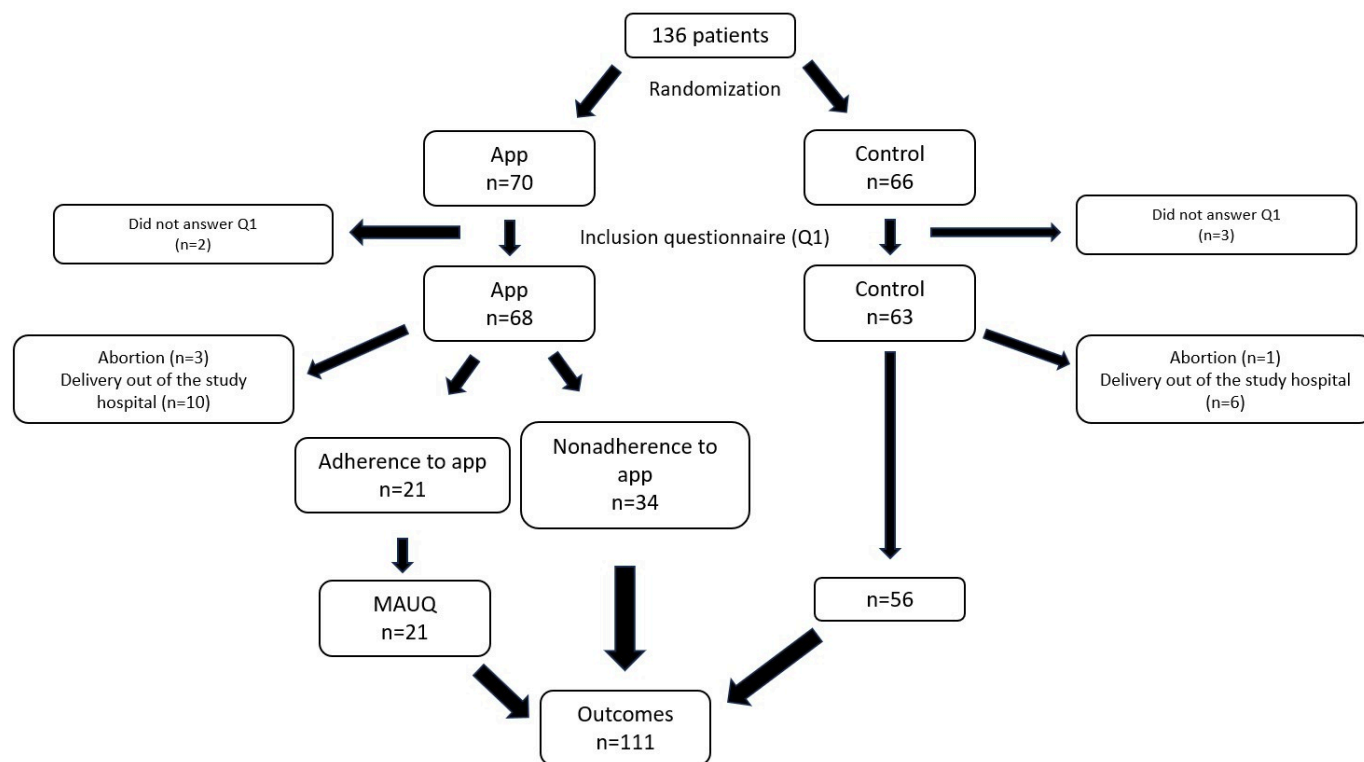 136 patients
Randomization
App
n=70
Control
n=66
Did not answer Q1
(n=2)
Inclusion questionnaire (Q1)
Did not answer Q1
(n=3)
App
n=68
Control
n=63
Abortion (n=3)
Delivery out of the study
hospital (n=10)
Abortion (n=1)
Delivery out of the study hospital
(n=6)
Adherence to app
n=21
Nonadherence to
app
n=34
MAUQ
n=21
n=56
Outcomes
n=111